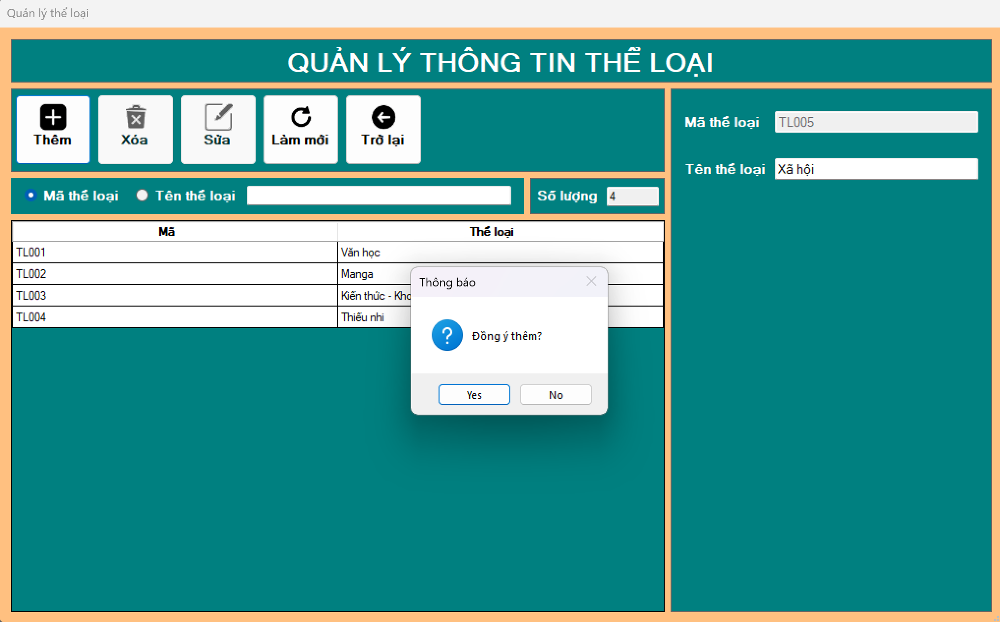 Quản lý thể loại
QUẢN LÝ THÔNG TIN THỂ LOẠI
Thêm Xóa Sửa Làm mới Trở lại
Mã thể loại TL005
Tên thể loại Xã hội
Mã thể loại Tên thể loại Số lượng 4
Mã Thể loại
TL001 Văn học
TL002 Manga
TL003 Kiến thức -
TL004 Thiếu nhi
Thông báo
Đồng ý thêm?
Yes No